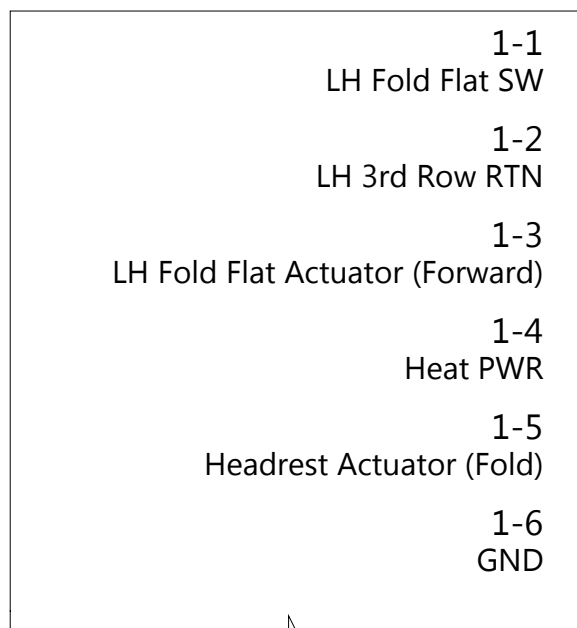 1-1
LH Fold Flat SW
1-2
LH 3rd Row RTN
1-3
LH Fold Flat Actuator (Forward)
1-4
Heat PWR
1-5
Headrest Actuator (Fold)
1-6
GND